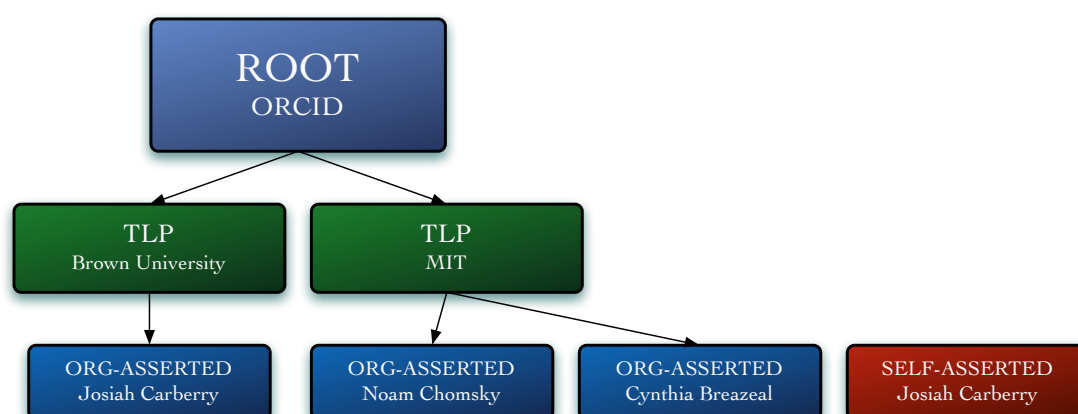 ROOT
ORCID
TLP
Brown University
TLP
MIT
ORG-ASSERTED
Josiah Carberry
ORG-ASSERTED
Noam Chomsky
ORG-ASSERTED
Cynthia Breazeal
SELF-ASSERTED
Josiah Carberry